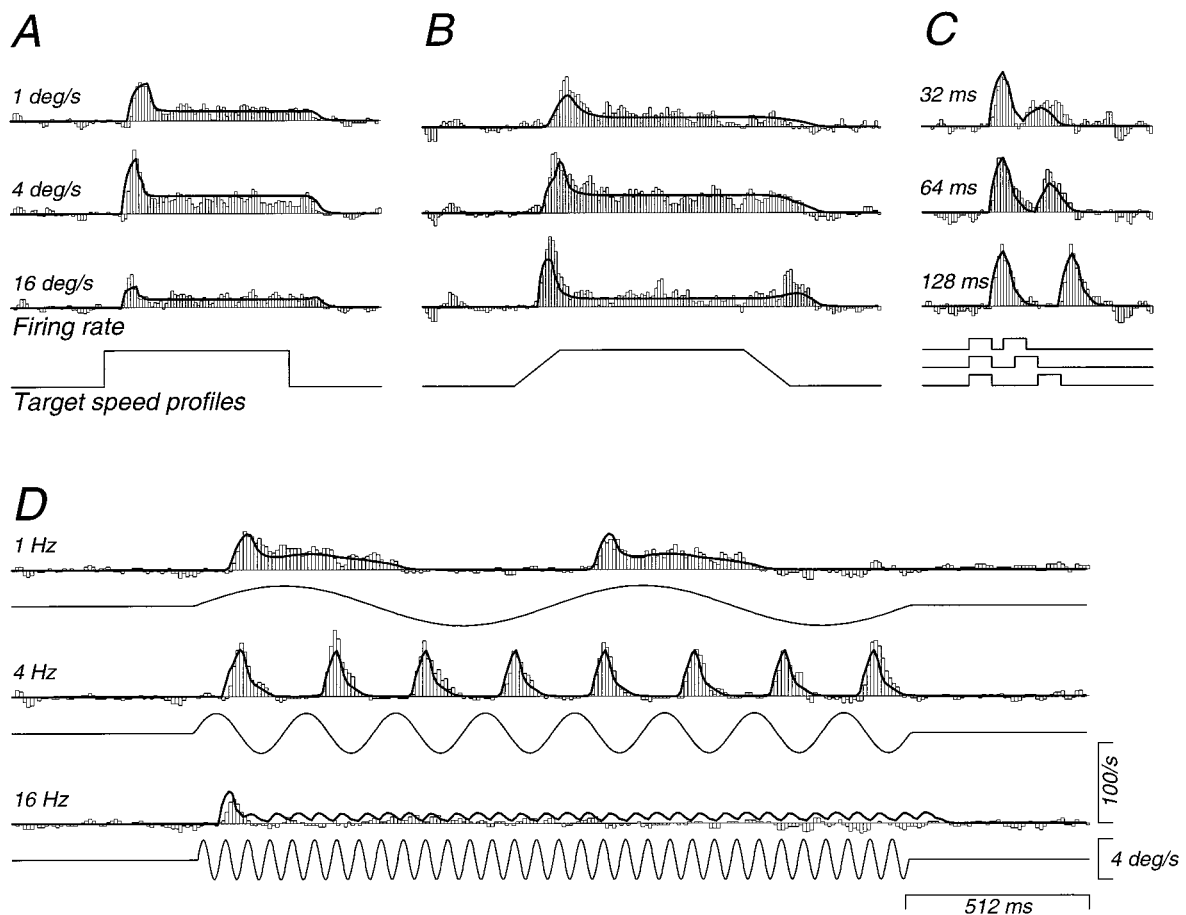 A
B
C
1 deg/s
32 ms
4 deg/s
64 ms
16 deg/s
128 ms
Firing rate
Target speed profiles
D
1 Hz
4 Hz
100/s
16 Hz
4 deg/s
512 ms